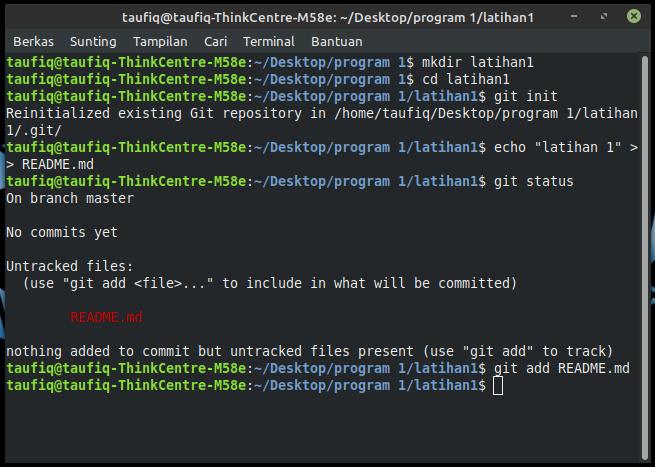 taufiq@taufiq-ThinkCentre-M58e: ~/Desktop/program 1/latihan1
Berkas Sunting Tampilan Cari Terminal Bantuan
taufiq@taufiq-ThinkCentre-M58e:~/Desktop/program 1$ mkdir latihan1
taufiq@taufiq-ThinkCentre-M58e:~/Desktop/program 1$ cd latihan1
taufiq@taufiq-ThinkCentre-M58e:~/Desktop/program 1/latihan1$ git init
Reinitialized existing Git repository in /home/taufiq/Desktop/program 1/latihan
1/.git/
taufiq@taufiq-ThinkCentre-M58e:~/Desktop/program 1/latihan1$ echo "latihan 1" >
> README.md
taufiq@taufiq-ThinkCentre-M58e:~/Desktop/program 1/latihan1$ git status
On branch master
No commits yet
Untracked files:
  (use "git add <file>..." to include in what will be committed)
        README.md
nothing added to commit but untracked files present (use "git add" to track)
taufiq@taufiq-ThinkCentre-M58e:~/Desktop/program 1/latihan1$ git add README.md
taufiq@taufiq-ThinkCentre-M58e:~/Desktop/program 1/latihan1$